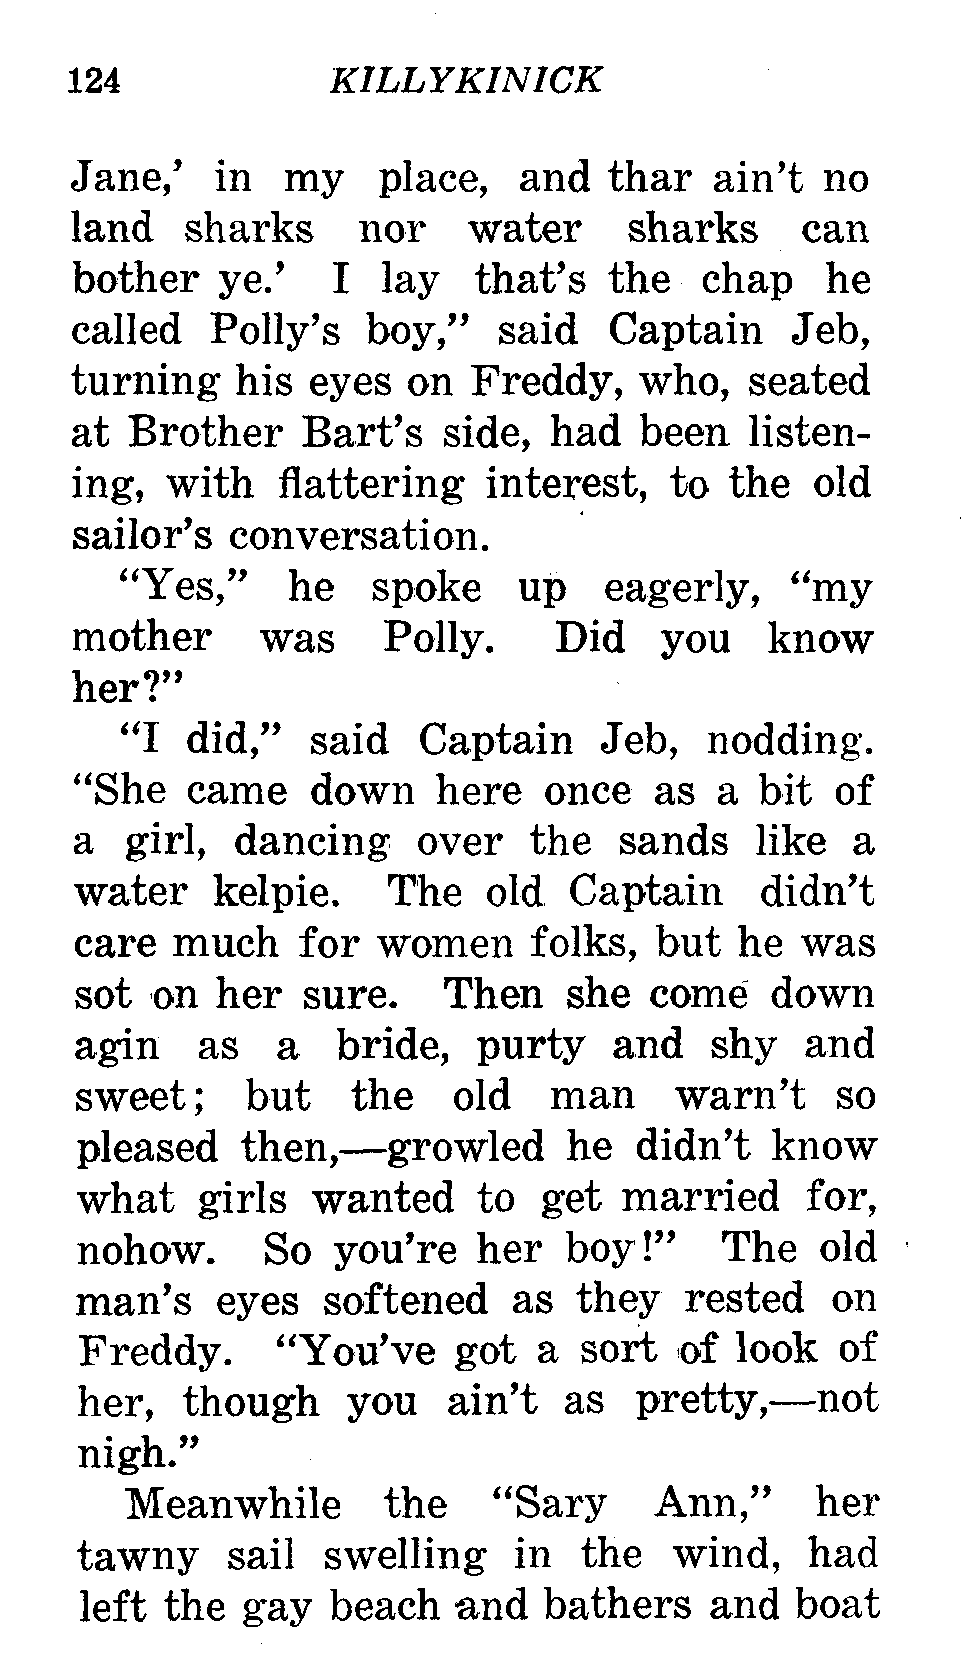 124 KILLYKINICK
Jane,’ in my place, and thar ain’t no
land sharks nor water sharks can
bother ye.’ I lay that’s the chap he
called Polly’s boy,” said Captain Jeb,
turning his eyes on Freddy, who, seated
at Brother Bart’s side, had been listen-
ing, with flattering interest, to the old
sailor’s conversation.
“Yes,” he spoke up eagerly, “my
mother was Polly. Did you know
her?”
“I did,” said Captain Jeb, nodding.
“She came down here once as a bit of
a girl, dancing over the sands like a
water kelpie. The old Captain didn’t
care much for women folks, but he was
sot on her sure. Then she come down
agin as a bride, purty and shy and
sweet; but the old man warn’t so
pleased then,—growled he didn’t know
what girls wanted to get married for,
nohow. So you’re her boy!” The old
man’s eyes softened as they rested on
Freddy. “You’ve got a sort of look of
her, though you ain’t as pretty,—not
nigh.”
Meanwhile the “Sary Ann,” her
tawny sail swelling in the wind, had
left the gay beach and bathers and boat